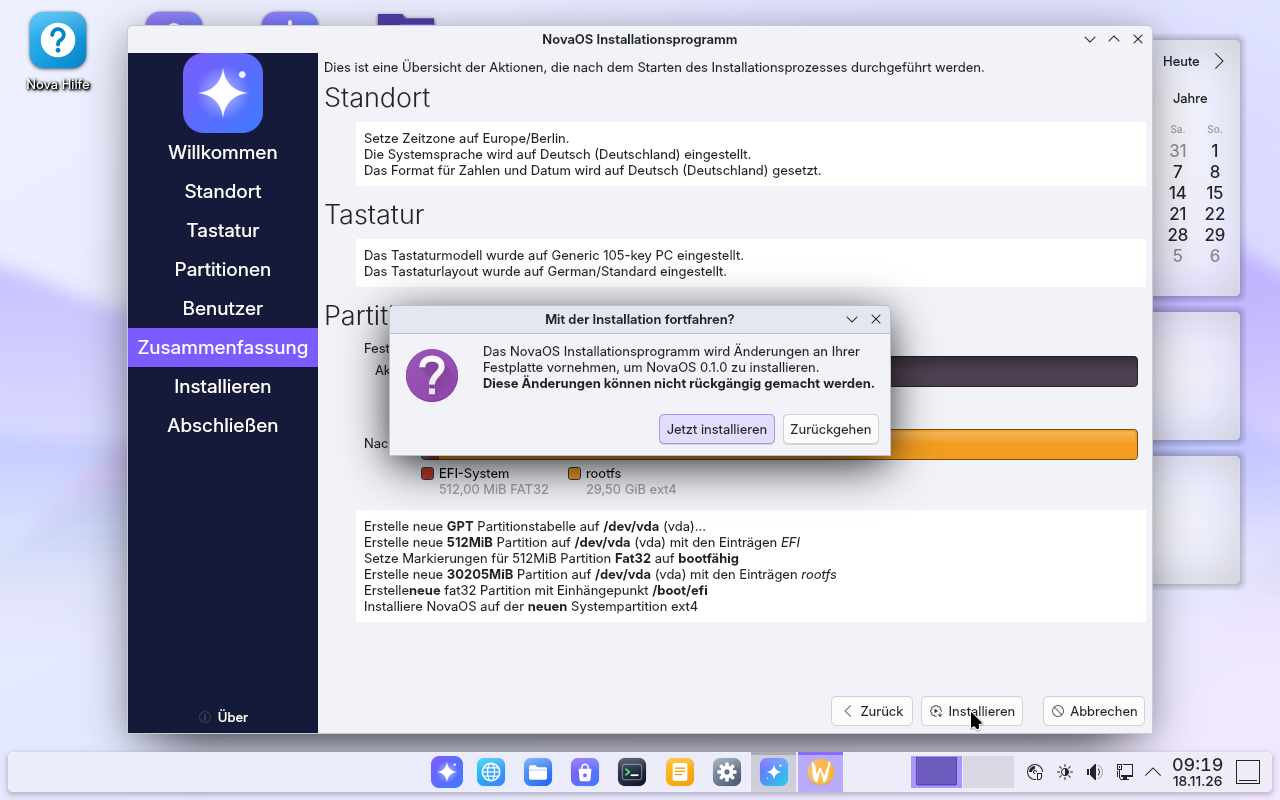 Nova Hilfe
NovaOS Installationsprogramm
Willkommen
Standort
Tastatur
Partitionen
Benutzer
Zusammenfassung
Installieren
Abschließen
Über
Dies ist eine Übersicht der Aktionen, die nach dem Starten des Installationsprozesses durchgeführt werden.
Standort
Setze Zeitzone auf Europe/Berlin.
Die Systemsprache wird auf Deutsch (Deutschland) eingestellt.
Das Format für Zahlen und Datum wird auf Deutsch (Deutschland) gesetzt.
Tastatur
Das Tastaturmodell wurde auf Generic 105-key PC eingestellt.
Das Tastaturlayout wurde auf German/Standard eingestellt.
Mit der Installation fortfahren?
Das NovaOS Installationsprogramm wird Änderungen an Ihrer
Festplatte vornehmen, um NovaOS 0.1.0 zu installieren.
Diese Änderungen können nicht rückgängig gemacht werden.
Jetzt installieren
Zurückgehen
EFI-System
512,00 MiB FAT32
rootfs
29,50 GiB ext4
Erstelle neue GPT Partitionstabelle auf /dev/vda (vda)...
Erstelle neue 512MiB Partition auf /dev/vda (vda) mit den Einträgen EFI
Setze Markierungen für 512MiB Partition Fat32 auf bootfähig
Erstelle neue 30205MiB Partition auf /dev/vda (vda) mit den Einträgen rootfs
Erstelleneue fat32 Partition mit Einhängepunkt /boot/efi
Installiere NovaOS auf der neuen Systempartition ext4
Zurück
Installieren
Abbrechen
Heute
Jahre
Sa. So.
31 1
7 8
14 15
21 22
28 29
5 6
09:19
18.11.26